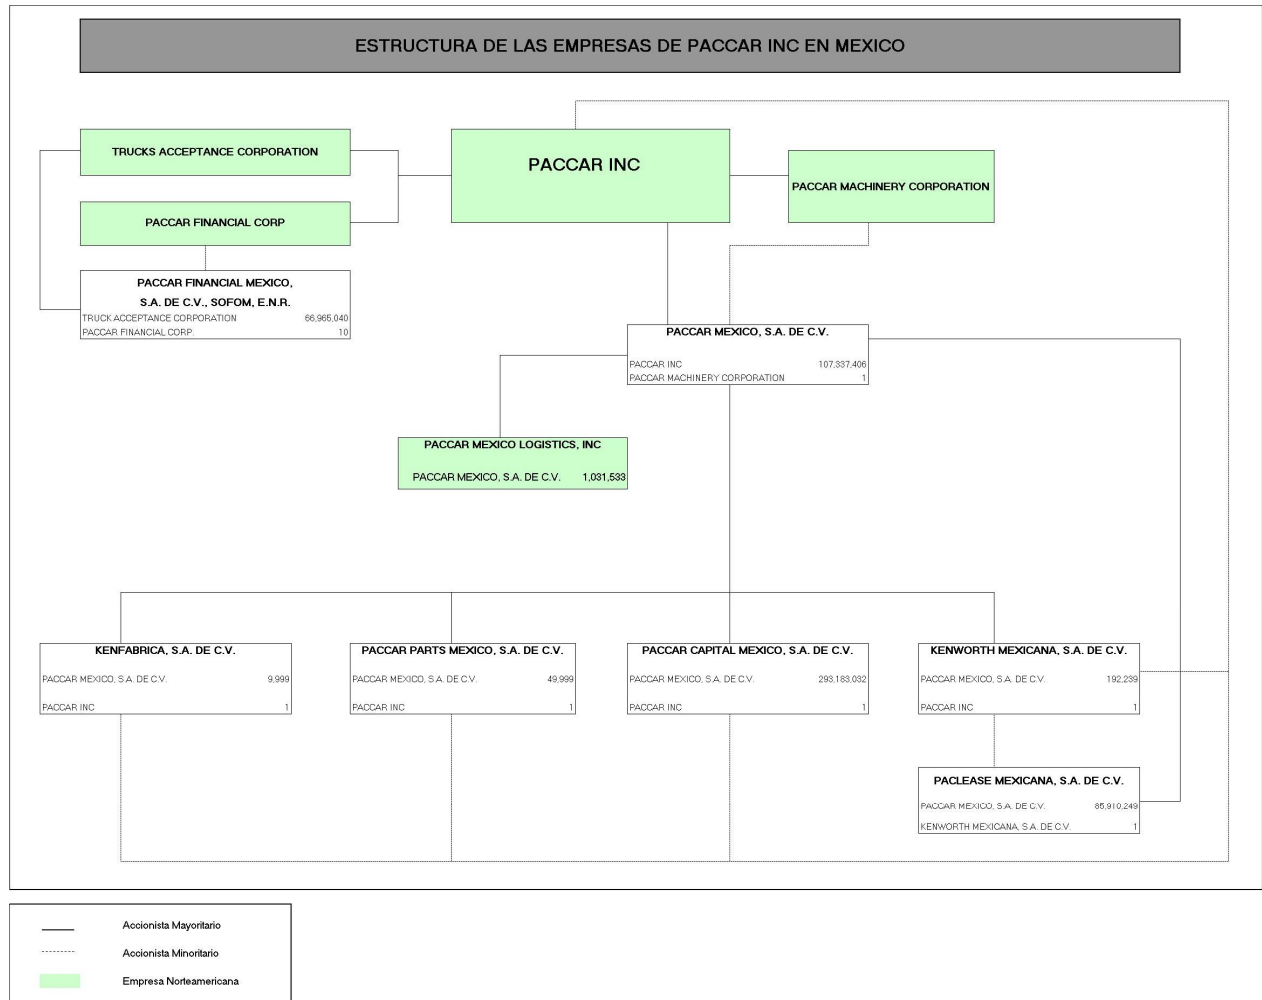 ESTRUCTURA DE LAS EMPRESAS DE PACCAR INC EN MEXICO
TRUCKS ACCEPTANCE CORPORATION
PACCAR INC
PACCAR MACHINERY CORPORATION
PACCAR FINANCIAL CORP
PACCAR FINANCIAL MEXICO,
S.A. DE C.V., SOFOM, E.N.R.
TRUCK ACCEPTANCE CORPORATION 66,965,040
PACCAR FINANCIAL CORP. 10
PACCAR MEXICO, S.A. DE C.V.
PACCAR INC 107,337,406
PACCAR MACHINERY CORPORATION 1
PACCAR MEXICO LOGISTICS, INC
PACCAR MEXICO, S.A. DE C.V. 1,031,533
KENFABRICA, S.A. DE C.V.
PACCAR MEXICO, S.A. DE C.V. 9,999
PACCAR INC 1
PACCAR PARTS MEXICO, S.A. DE C.V.
PACCAR MEXICO, S.A. DE C.V. 49,999
PACCAR INC 1
PACCAR CAPITAL MEXICO, S.A. DE C.V.
PACCAR MEXICO, S.A. DE C.V. 293,183,032
PACCAR INC 1
KENWORTH MEXICANA, S.A. DE C.V.
PACCAR MEXICO, S.A. DE C.V. 192,239
PACCAR INC 1
PACLEASE MEXICANA, S.A. DE C.V.
PACCAR MEXICO, S.A. DE C.V. 85,910,249
KENWORTH MEXICANA, S.A. DE C.V. 1
Accionista Mayoritario
Accionista Minoritario
Empresa Norteamericana